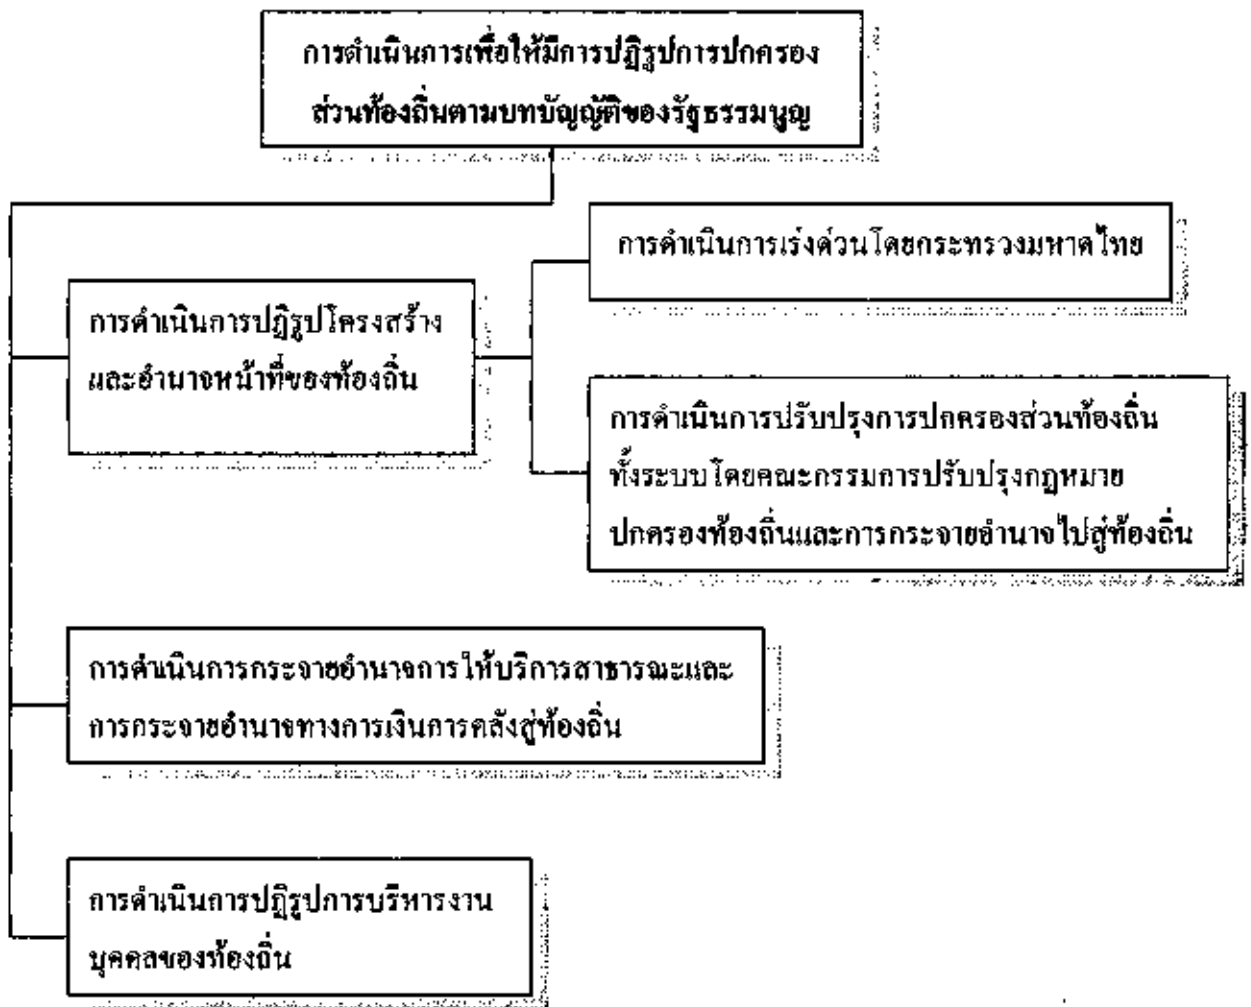 การดำเนินการเพื่อให้มีการปฏิรูปการปกครอง
ส่วนท้องถิ่นตามบทบัญญัติของรัฐธรรมนูญ
การดำเนินการเร่งด่วนโดยกระทรวงมหาดไทย
การดำเนินการปฏิรูปโครงสร้าง
และอำนาจหน้าที่ของท้องถิ่น
การดำเนินการปรับปรุงการปกครองส่วนท้องถิ่น
ทั้งระบบโดยคณะกรรมการปรับปรุงกฎหมาย
ปกครองท้องถิ่นและการกระจายอำนาจไปสู่ท้องถิ่น
การดำเนินการกระจายอำนาจการให้บริการสาธารณะและ
การกระจายอำนาจทางการเงินการคลังสู่ท้องถิ่น
การดำเนินการปฏิรูปการบริหารงาน
บุคคลของท้องถิ่น